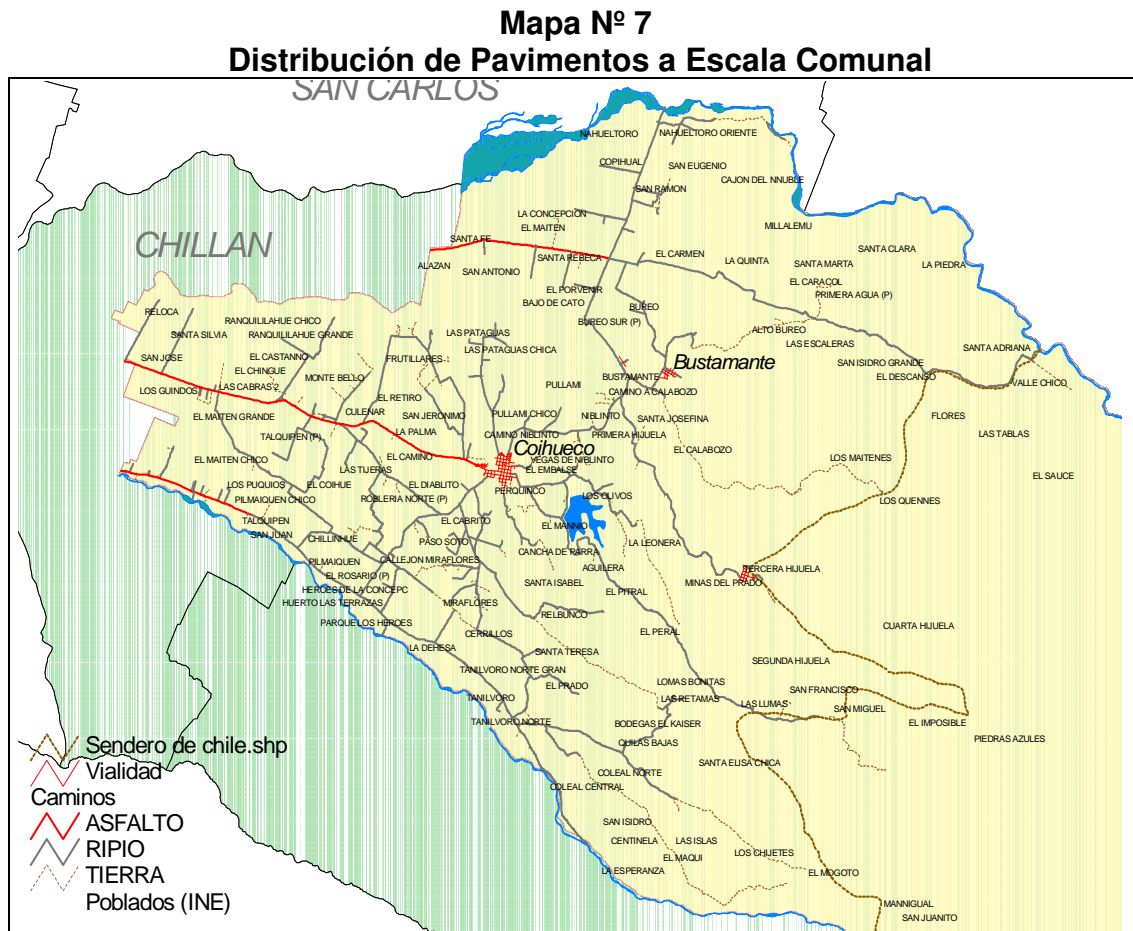 Mapa Nº 7
Distribución de Pavimentos a Escala Comunal
SAN CARLOS
NAHUELTORO
NAHUELTORO ORIENTE
COPIHUAL
SAN EUGENIO
CAJON DEL NNUBLE
SAN RAMON
LA CONCEPCION
EL MAITEN
MILLALEMU
CHILLAN
SANTA FE
SANTA CLARA
SANTA REBECA
EL CARMEN
LA QUINTA
SANTA MARTA
LA PIEDRA
ALAZAN
SAN ANTONIO
EL CARACOL
EL PORVENIR
PRIMERA AGUA (P)
BAJO DE CATO
BUREO
RELOCA
RANQUILILAHUE CHICO
BUREO SUR (P)
SANTA SILVIA
RANQUILILAHUE GRANDE
LAS PATAGUAS
ALTO BUREO
LAS ESCALERAS
LAS PATAGUAS CHICA
SANTA ADRIANA
SAN JOSE
EL CASTANNO
FRUTILLARES
Bustamante
SAN ISIDRO GRANDE
EL CHINGUE
MONTE BELLO
BUSTAMANTE
EL DESCANSO
VALLE CHICO
LOS GUINDOS
LAS CABRAS 2
PULLAMI
CAMINO A CALABOZO
EL RETIRO
EL MAITEN GRANDE
CULENAR
SAN JERONIMO
PULLAMI CHICO
NIBLINTO
SANTA JOSEFINA
FLORES
TALQUIPEN (P)
LA PALMA
CAMINO NIBLINTO
PRIMERA HIJUELA
LAS TABLAS
Coihueco
EL MAITEN CHICO
EL CAMINO
VEGAS DE NIBLINTO
EL CALABOZO
LOS MAITENES
LAS TIJERAS
EL EMBALSE
EL SAUCE
LOS PUQUIOS
EL COIHUE
EL DIABLITO
PERQUINCO
LOS OLIVOS
PILMAIQUEN CHICO
ROBLERIA NORTE (P)
LOS QUENNES
TALQUIPEN
EL CABRITO
EL MANNIO
SAN JUAN
CHILLINHUE
PASO SOTO
LA LEONERA
CANCHA DE PARRA
PILMAIQUEN
CALLEJON MIRAFLORES
AGUILERA
TERCERA HIJUELA
EL ROSARIO (P)
SANTA ISABEL
MINAS DEL PRADO
HEROES DE LA CONCEPC
EL PITRAL
HUERTO LAS TERRAZAS
MIRAFLORES
PARQUE LOS HEROES
RELBUNCO
CUARTA HIJUELA
CERRILLOS
EL PERAL
LA DEHESA
SANTA TERESA
SEGUNDA HIJUELA
TANILVORO NORTE GRAN
EL PRADO
LOMAS BONITAS
SAN FRANCISCO
TANILVORO
LAS RETAMAS
LAS LUMAS
SAN MIGUEL
TANILVORO NORTE
BODEGAS EL KAISER
EL IMPOSIBLE
QUILAS BAJAS
PIEDRAS AZULES
SANTA ELISA CHICA
COLEAL NORTE
COLEAL CENTRAL
SAN ISIDRO
CENTINELA
LAS ISLAS
EL MAQUI
LOS CHIJETES
LA ESPERANZA
EL MOGOTO
MANNIGUAL
SAN JUANITO
Sendero de chile.shp
Vialidad
Caminos
ASFALTO
RIPIO
TIERRA
Poblados (INE)